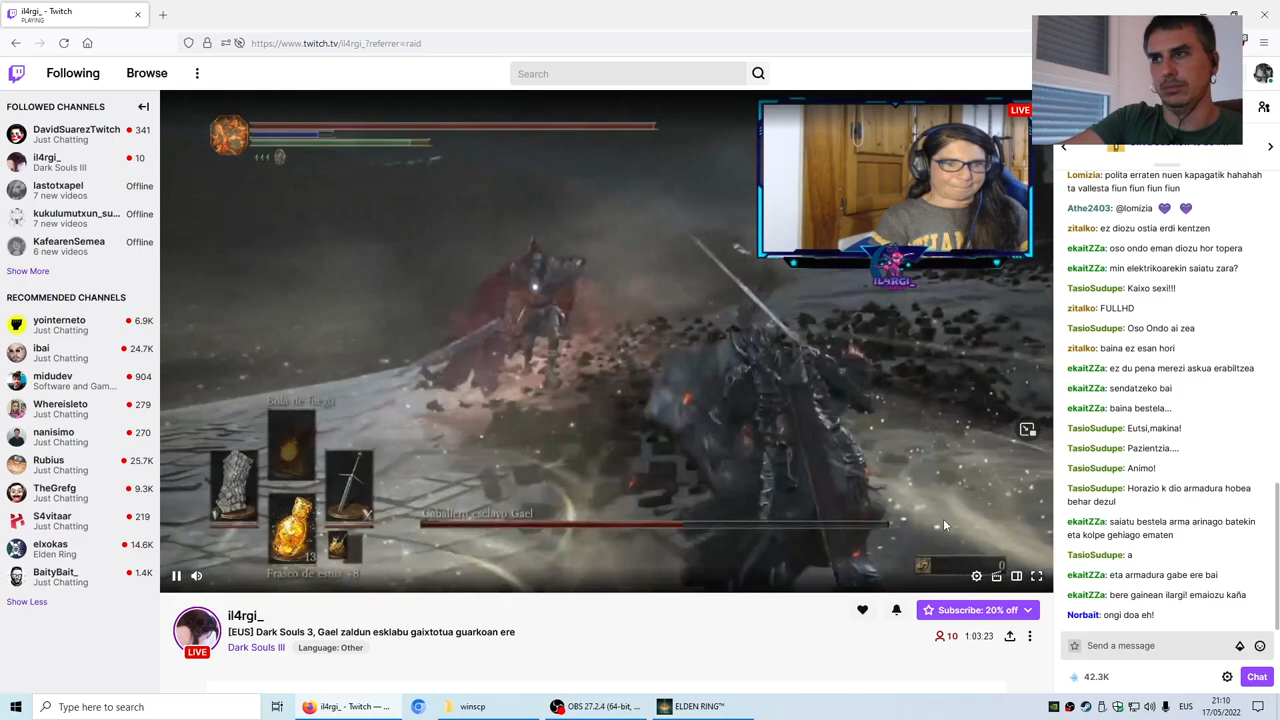 il4rgi_ - Twitch
PLAYING
https://www.twitch.tv/il4rgi_?referrer=raid
Following
Browse
Search
FOLLOWED CHANNELS
DavidSuarezTwitch
341
Just Chatting
il4rgi_
10
Dark Souls III
lastotxapel
Offline
7 new videos
kukulumutxun_su...
Offline
7 new videos
KafearenSemea
Offline
6 new videos
Show More
RECOMMENDED CHANNELS
yointerneto
6.9K
Just Chatting
ibai
24.7K
Just Chatting
midudev
904
Software and Gam...
Whereisleto
279
Just Chatting
nanisimo
270
Just Chatting
Rubius
25.7K
Just Chatting
TheGrefg
9.3K
Just Chatting
S4vitaar
219
Just Chatting
elxokas
14.6K
Elden Ring
BaityBait_
1.4K
Just Chatting
Show Less
LIVE
IL4RGI_
Bola de fuego
Caballero esclavo Gael
13
Frasco de estus +8
0
il4rgi_
[EUS] Dark Souls 3, Gael zaldun esklabu gaixtotua guarkoan ere
Dark Souls III
Language: Other
LIVE
Subscribe: 20% off
10
1:03:23
Lomizia: polita erraten nuen kapagatik hahahah
ta vallesta fiun fiun fiun fiun
Athe2403: @lomizia
zitalko: ez diozu ostia erdi kentzen
ekaitZZa: oso ondo eman diozu hor topera
ekaitZZa: min elektrikoarekin saiatu zara?
TasioSudupe: Kaixo sexi!!!
zitalko: FULLHD
TasioSudupe: Oso Ondo ai zea
zitalko: baina ez esan hori
ekaitZZa: ez du pena merezi askua erabiltzea
ekaitZZa: sendatzeko bai
ekaitZZa: baina bestela...
TasioSudupe: Eutsi,makina!
TasioSudupe: Pazientzia....
TasioSudupe: Animo!
TasioSudupe: Horazio k dio armadura hobea
behar dezul
ekaitZZa: saiatu bestela arma arinago batekin
eta kolpe gehiago ematen
TasioSudupe: a
ekaitZZa: eta armadura gabe ere bai
ekaitZZa: bere gainean ilargi! emaiozu kaña
Norbait: ongi doa eh!
Send a message
42.3K
Chat
Type here to search
il4rgi_ - Twitch — ...
winscp
OBS 27.2.4 (64-bit, ...
ELDEN RING™
EUS
21:10
17/05/2022